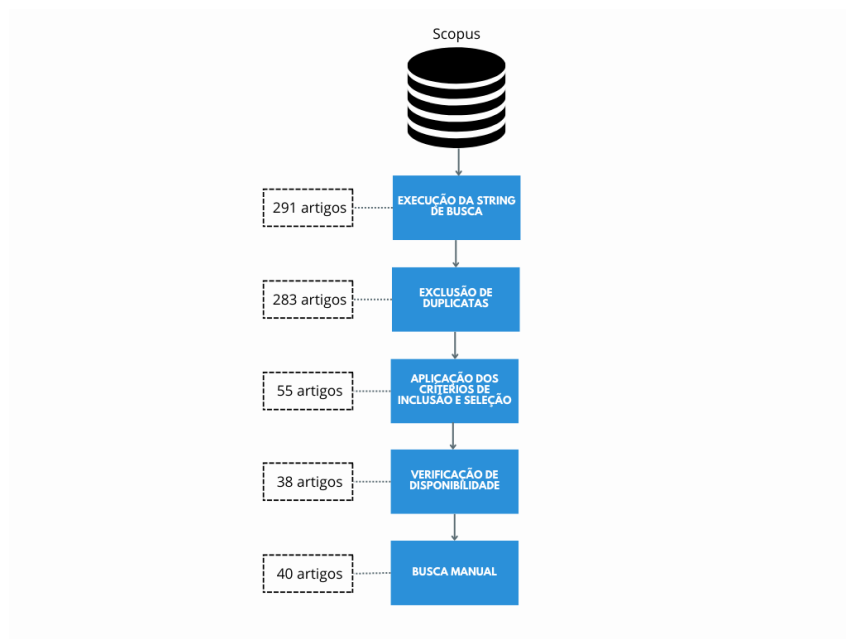 Scopus
291 artigos
EXECUÇÃO DA STRING
DE BUSCA
283 artigos
EXCLUSÃO DE
DUPLICATAS
55 artigos
APLICAÇÃO DOS
CRITÉRIOS DE
INCLUSÃO E SELEÇÃO
38 artigos
VERIFICAÇÃO DE
DISPONIBILIDADE
40 artigos
BUSCA MANUAL